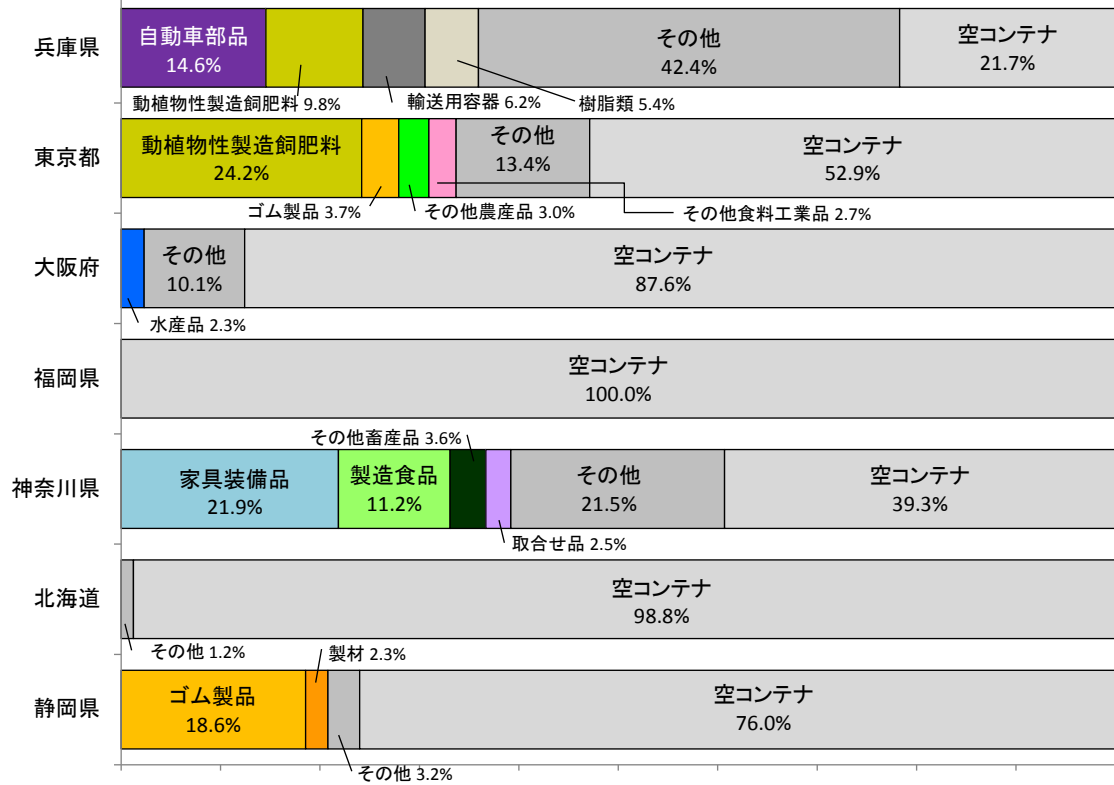 兵庫県
自動車部品
14.6%
その他
42.4%
空コンテナ
21.7%
動植物性製造飼肥料 9.8%
輸送用容器 6.2%
樹脂類 5.4%
東京都
動植物性製造飼肥料
24.2%
その他
13.4%
空コンテナ
52.9%
ゴム製品 3.7%
その他農産品 3.0%
その他食料工業品 2.7%
大阪府
その他
10.1%
空コンテナ
87.6%
水産品 2.3%
福岡県
空コンテナ
100.0%
その他畜産品 3.6%
神奈川県
家具装備品
21.9%
製造食品
11.2%
その他
21.5%
空コンテナ
39.3%
取合せ品 2.5%
北海道
空コンテナ
98.8%
その他 1.2%
製材 2.3%
静岡県
ゴム製品
18.6%
空コンテナ
76.0%
その他 3.2%